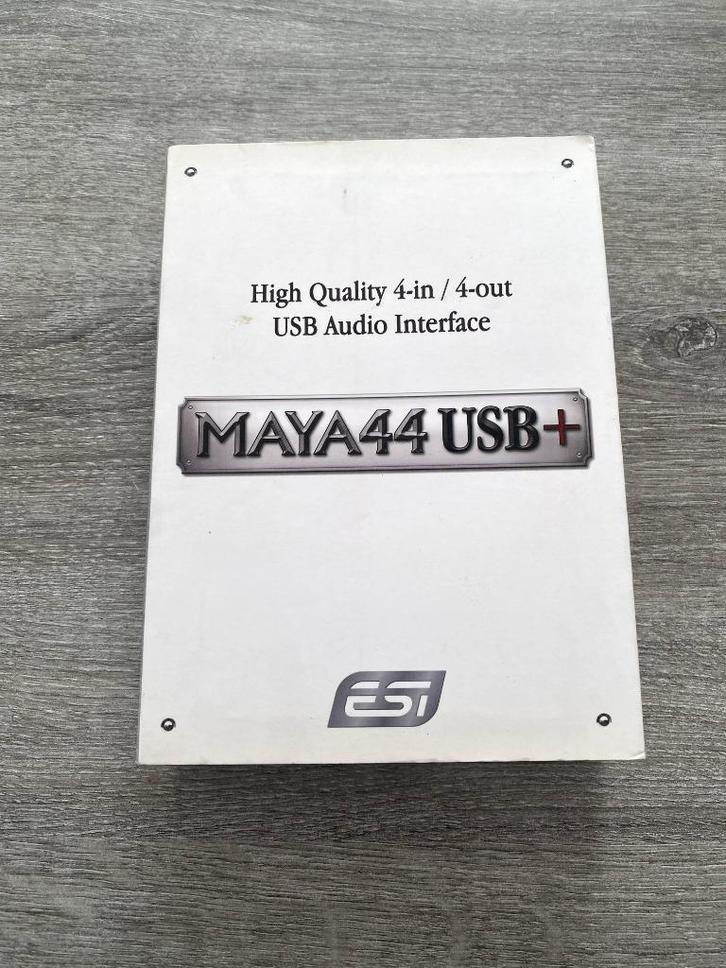 High Quality 4-in / 4-out
USB Audio Interface
MAYA44 USB+
ESI